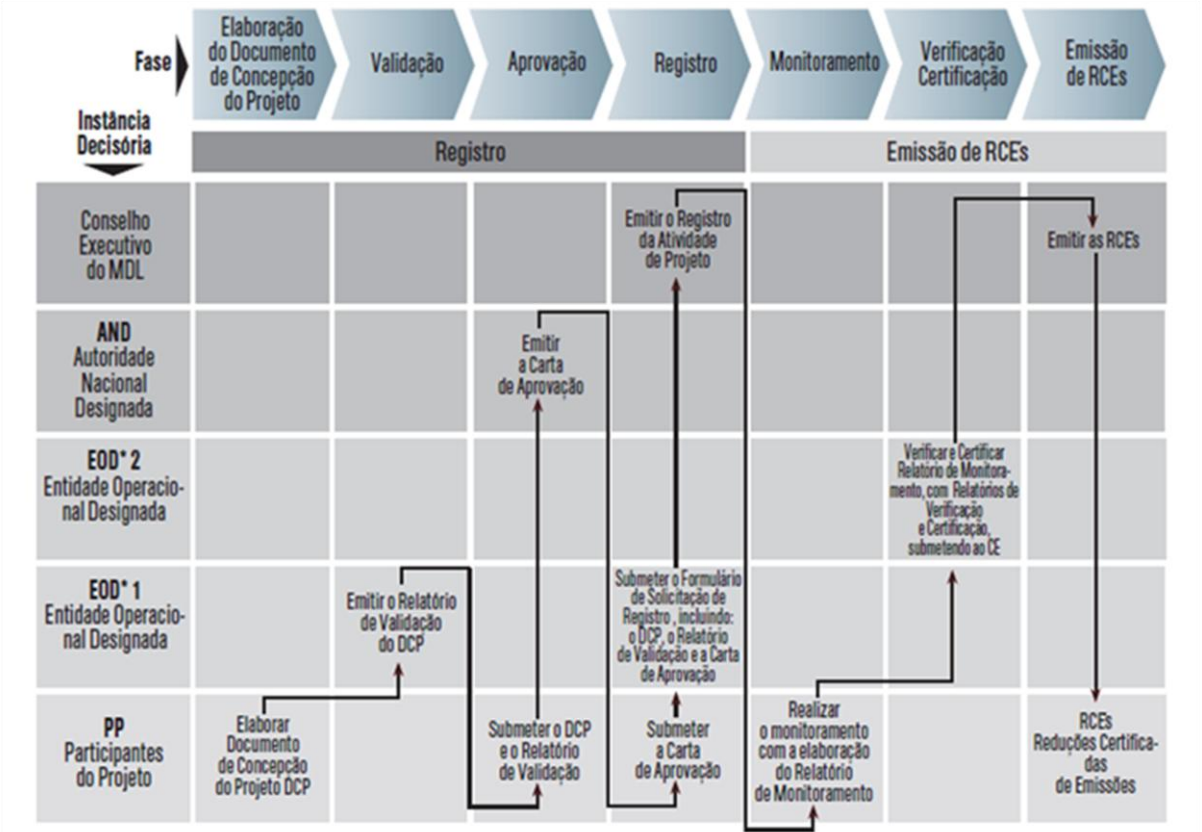 Fase
Elaboração
do Documento
de Concepção
do Projeto
Validação
Aprovação
Registro
Monitoramento
Verificação
Certificação
Emissão
de RCEs
Instância
Decisória
Registro
Emissão de RCE's
Conselho
Executivo
do MDL
Emitir o Registro
da Atividade
de Projeto
Emitir as RCE's
AND
Autoridade
Nacional
Designada
Emitir
a Carta
de Aprovação
EOD* 2
Entidade Operacio-
nal Designada
Verificar e Certificar
Relatório de Monitora-
mento, com Relatórios de
Verificação
e Certificação,
submetendo ao CE
EOD* 1
Entidade Operacio-
nal Designada
Emitir o Relatório
de Validação
do DCP
Submeter o Formulário
de Solicitação de
Registro , incluindo:
o DCP, o Relatório
de Validação e a Carta
de Aprovação
PP
Participantes
do Projeto
Elaborar
Documento
de Concepção
do Projeto DCP
Submeter o DCP
e o Relatório
de Validação
Submeter
a Carta
de Aprovação
Realizar
o monitoramento
com a elaboração
do Relatório
de Monitoramento
RCEs
Reduções Certifica-
das
de Emissões